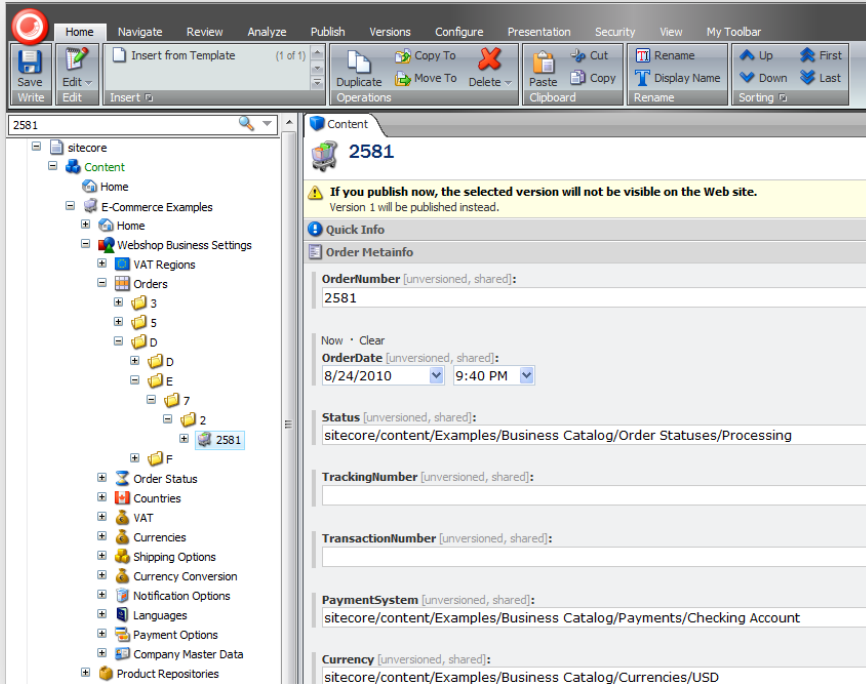 Home Navigate Review Analyze Publish Versions Configure Presentation Security View My Toolbar
Insert from Template (1 of 1) Copy To Cut Rename Up First
Save Edit Duplicate Move To Delete Paste Copy Display Name Down Last
Write Edit Insert Operations Clipboard Rename Sorting
2581
sitecore
Content
Home
E-Commerce Examples
Home
Webshop Business Settings
VAT Regions
Orders
3
5
D
D
E
7
2
2581
F
Order Status
Countries
VAT
Currencies
Shipping Options
Currency Conversion
Notification Options
Languages
Payment Options
Company Master Data
Product Repositories
Content
2581
If you publish now, the selected version will not be visible on the Web site.
Version 1 will be published instead.
Quick Info
Order Metainfo
OrderNumber [unversioned, shared]:
2581
Now · Clear
OrderDate [unversioned, shared]:
8/24/2010 9:40 PM
Status [unversioned, shared]:
sitecore/content/Examples/Business Catalog/Order Statuses/Processing
TrackingNumber [unversioned, shared]:
TransactionNumber [unversioned, shared]:
PaymentSystem [unversioned, shared]:
sitecore/content/Examples/Business Catalog/Payments/Checking Account
Currency [unversioned, shared]:
sitecore/content/Examples/Business Catalog/Currencies/USD